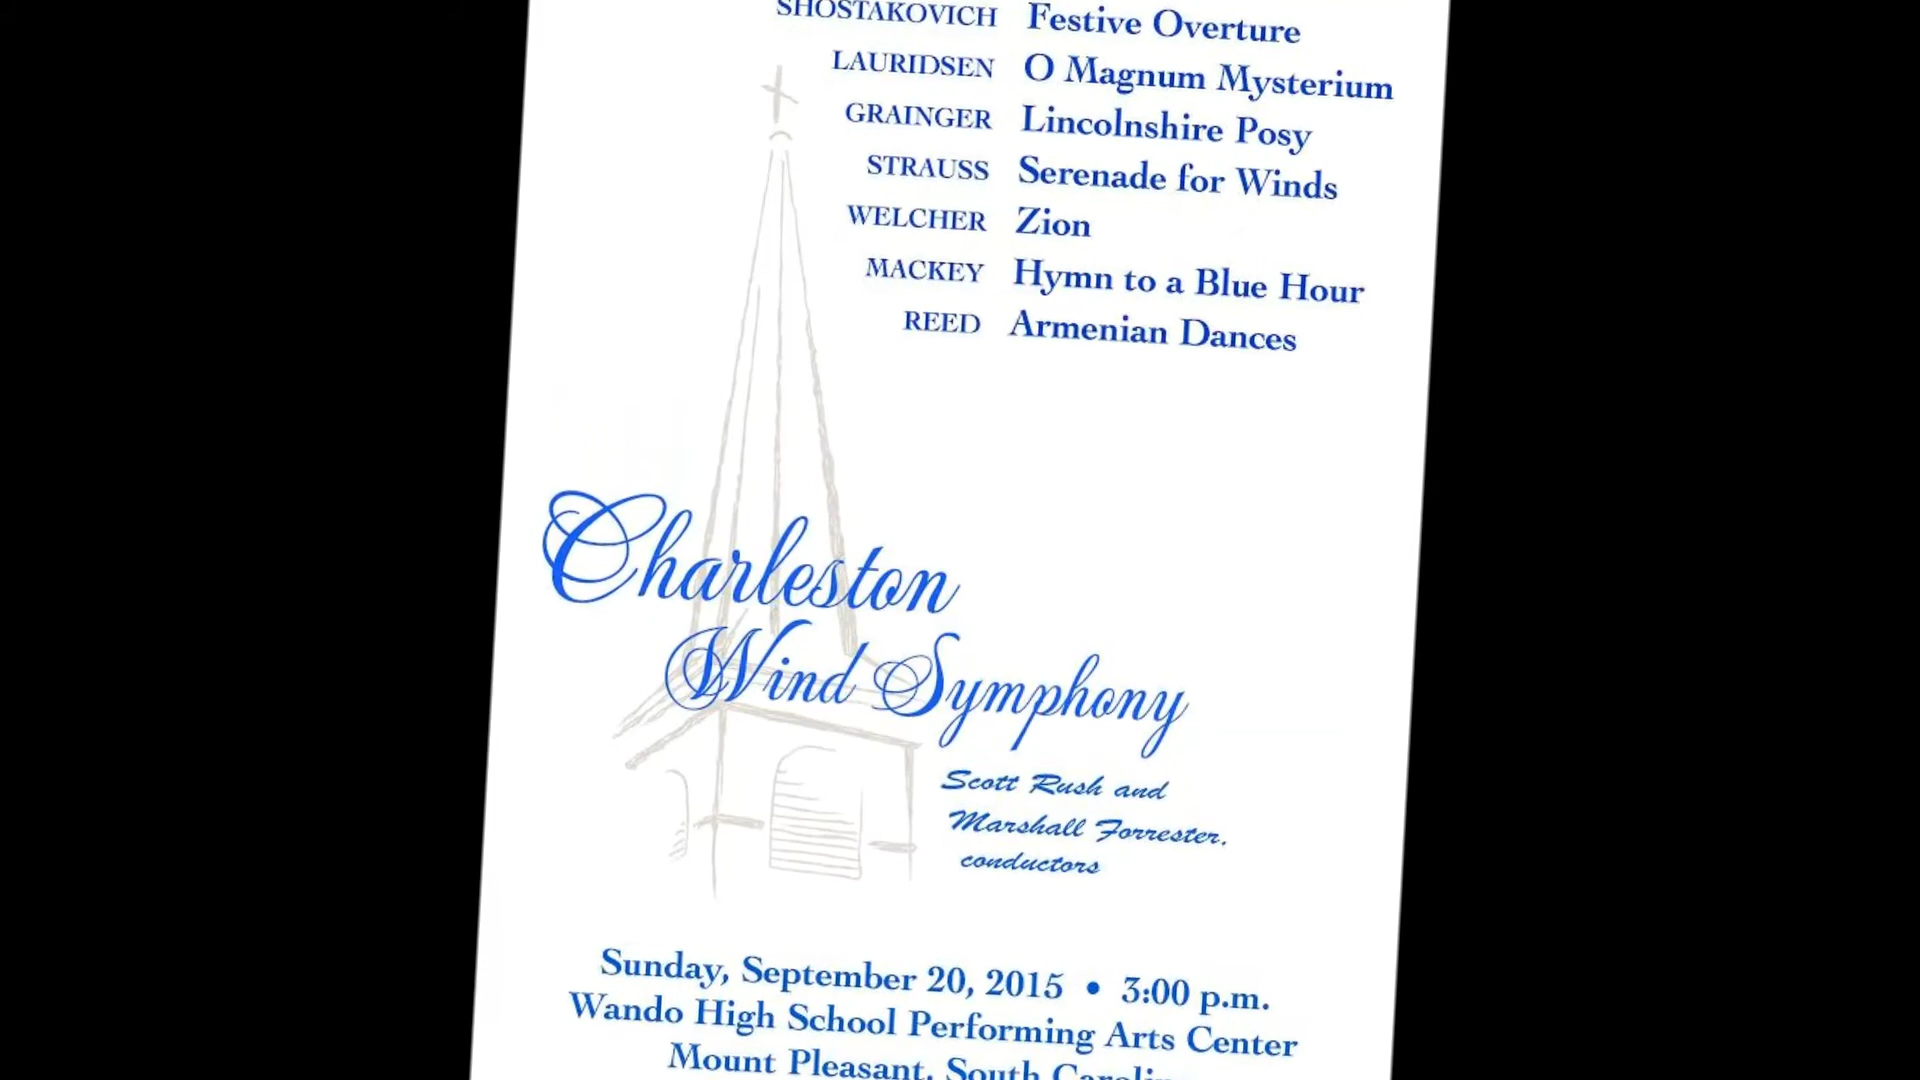 SHOSTAKOVICH Festive Overture
LAURIDSEN O Magnum Mysterium
GRAINGER Lincolnshire Posy
STRAUSS Serenade for Winds
WELCHER Zion
MACKEY Hymn to a Blue Hour
REED Armenian Dances
Charleston
Wind Symphony
Scott Rush and
Marshall Forrester,
conductors
Sunday, September 20, 2015 • 3:00 p.m.
Wando High School Performing Arts Center
Mount Pleasant, South Carolina